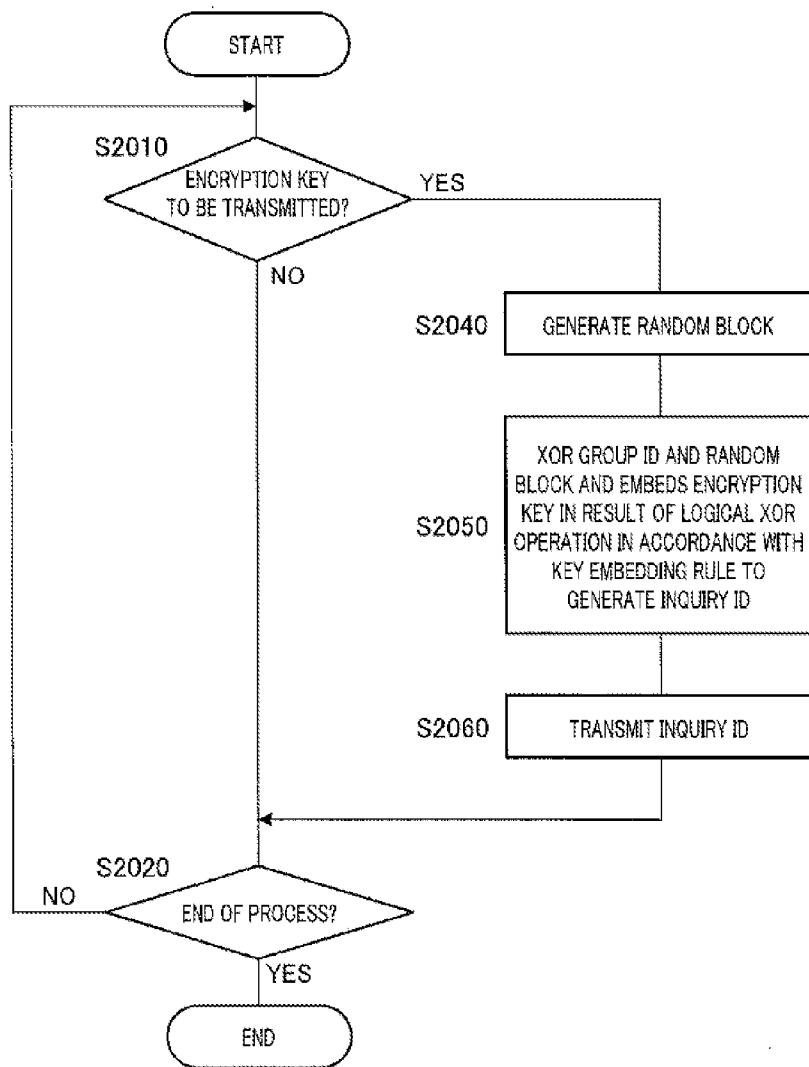 START
S2010
ENCRYPTION KEY
TO BE TRANSMITTED?
YES
NO
S2040
GENERATE RANDOM BLOCK
S2050
XOR GROUP ID AND RANDOM
BLOCK AND EMBEDS ENCRYPTION
KEY IN RESULT OF LOGICAL XOR
OPERATION IN ACCORDANCE WITH
KEY EMBEDDING RULE TO
GENERATE INQUIRY ID
S2060
TRANSMIT INQUIRY ID
S2020
NO
END OF PROCESS?
YES
END